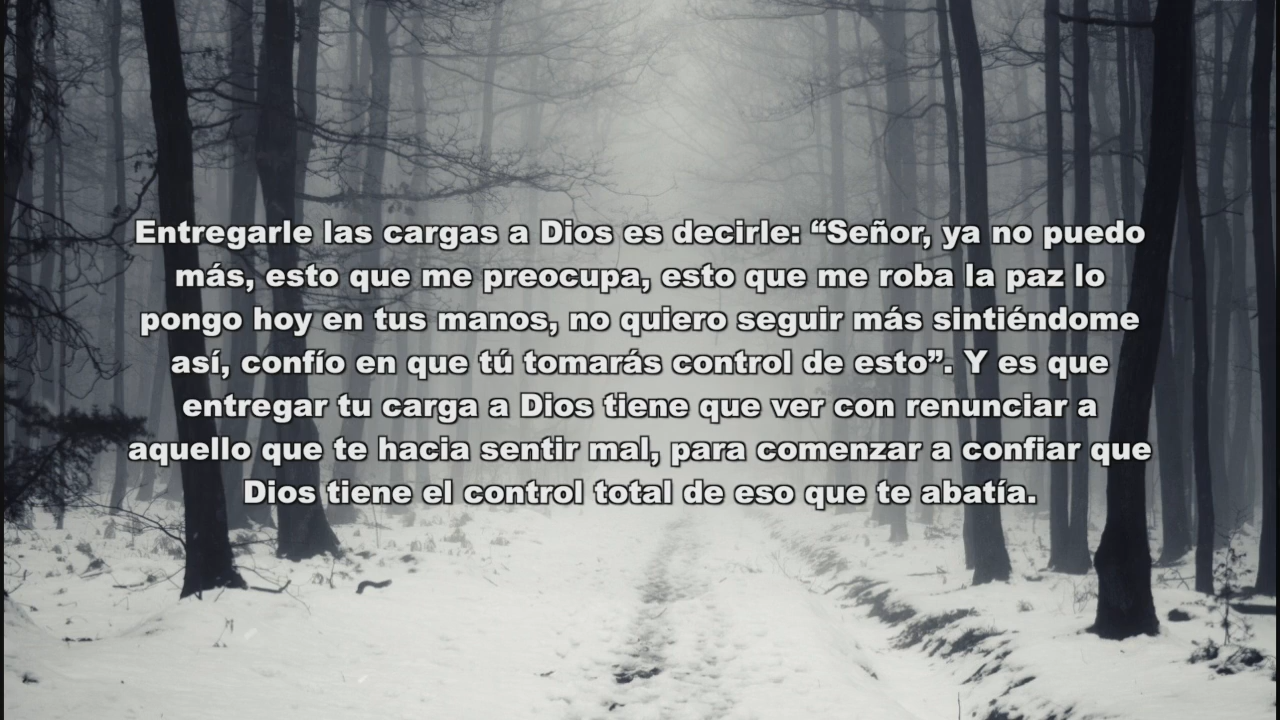 Entregarle las cargas a Dios es decirle: “Señor, ya no puedo
más, esto que me preocupa, esto que me roba la paz lo
pongo hoy en tus manos, no quiero seguir más sintiéndome
así, confío en que tú tomarás control de esto”. Y es que
entregar tu carga a Dios tiene que ver con renunciar a
aquello que te hacia sentir mal, para comenzar a confiar que
Dios tiene el control total de eso que te abatía.